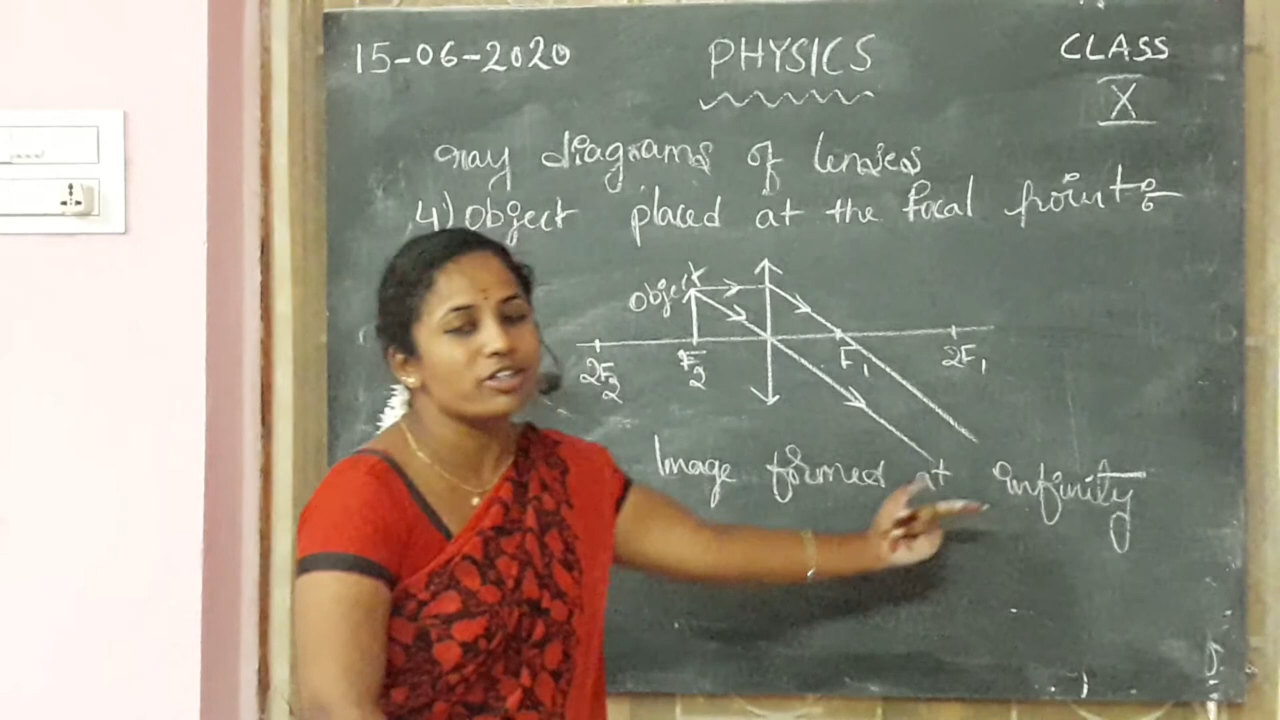 15-06-2020 PHYSICS CLASS
X
ray diagrams of lenses
4) Object placed at the focal point:-
Object
2F2 F2 F1 2F1
Image formed at infinity